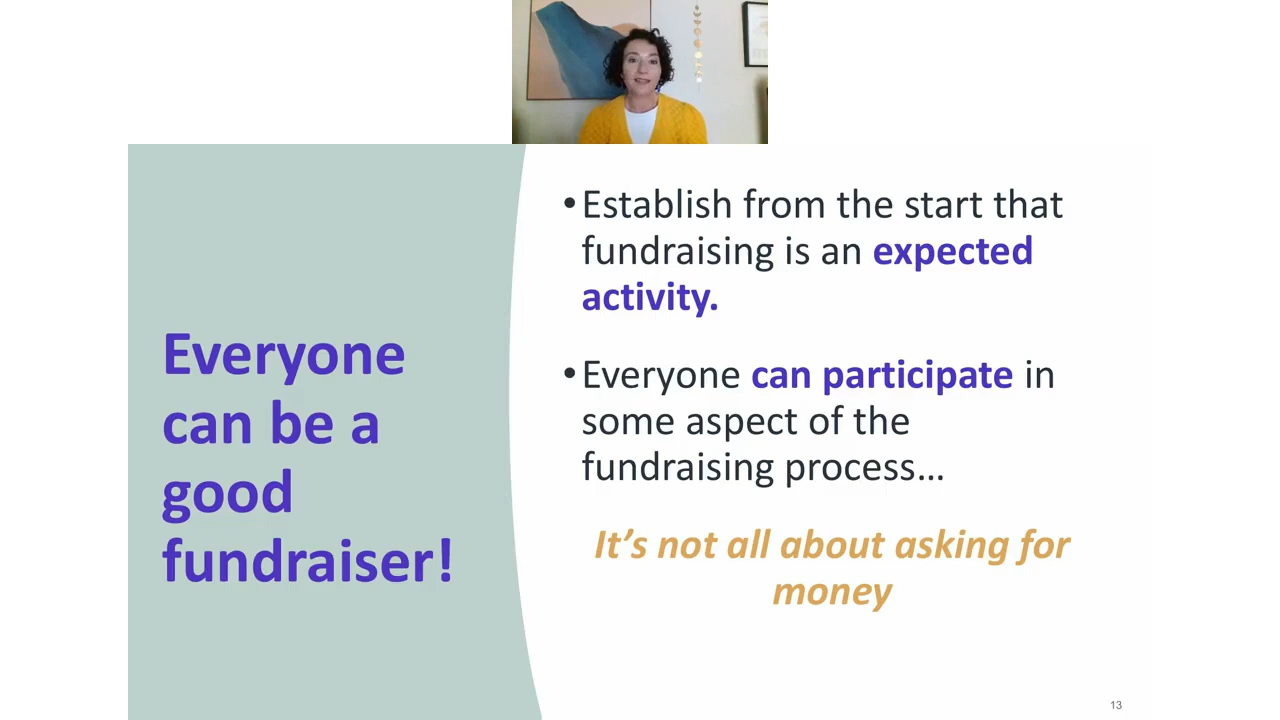 Everyone
can be a
good
fundraiser!
•Establish from the start that
fundraising is an expected
activity.
•Everyone can participate in
some aspect of the
fundraising process…
It’s not all about asking for
money
13